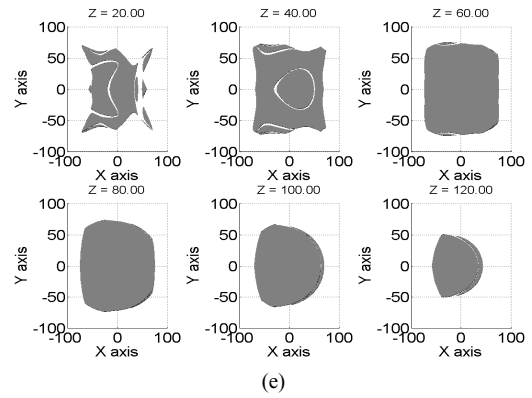 Z = 20.00 Z = 40.00 Z = 60.00
100 100 100
50 50 50
0 0 0
-50 -50 -50
-100 -100 -100
Y axis Y axis Y axis
-100 0 100 -100 0 100 -100 0 100
X axis X axis X axis
Z = 80.00 Z = 100.00 Z = 120.00
100 100 100
50 50 50
0 0 0
-50 -50 -50
-100 -100 -100
Y axis Y axis Y axis
-100 0 100 -100 0 100 -100 0 100
X axis X axis X axis
(e)